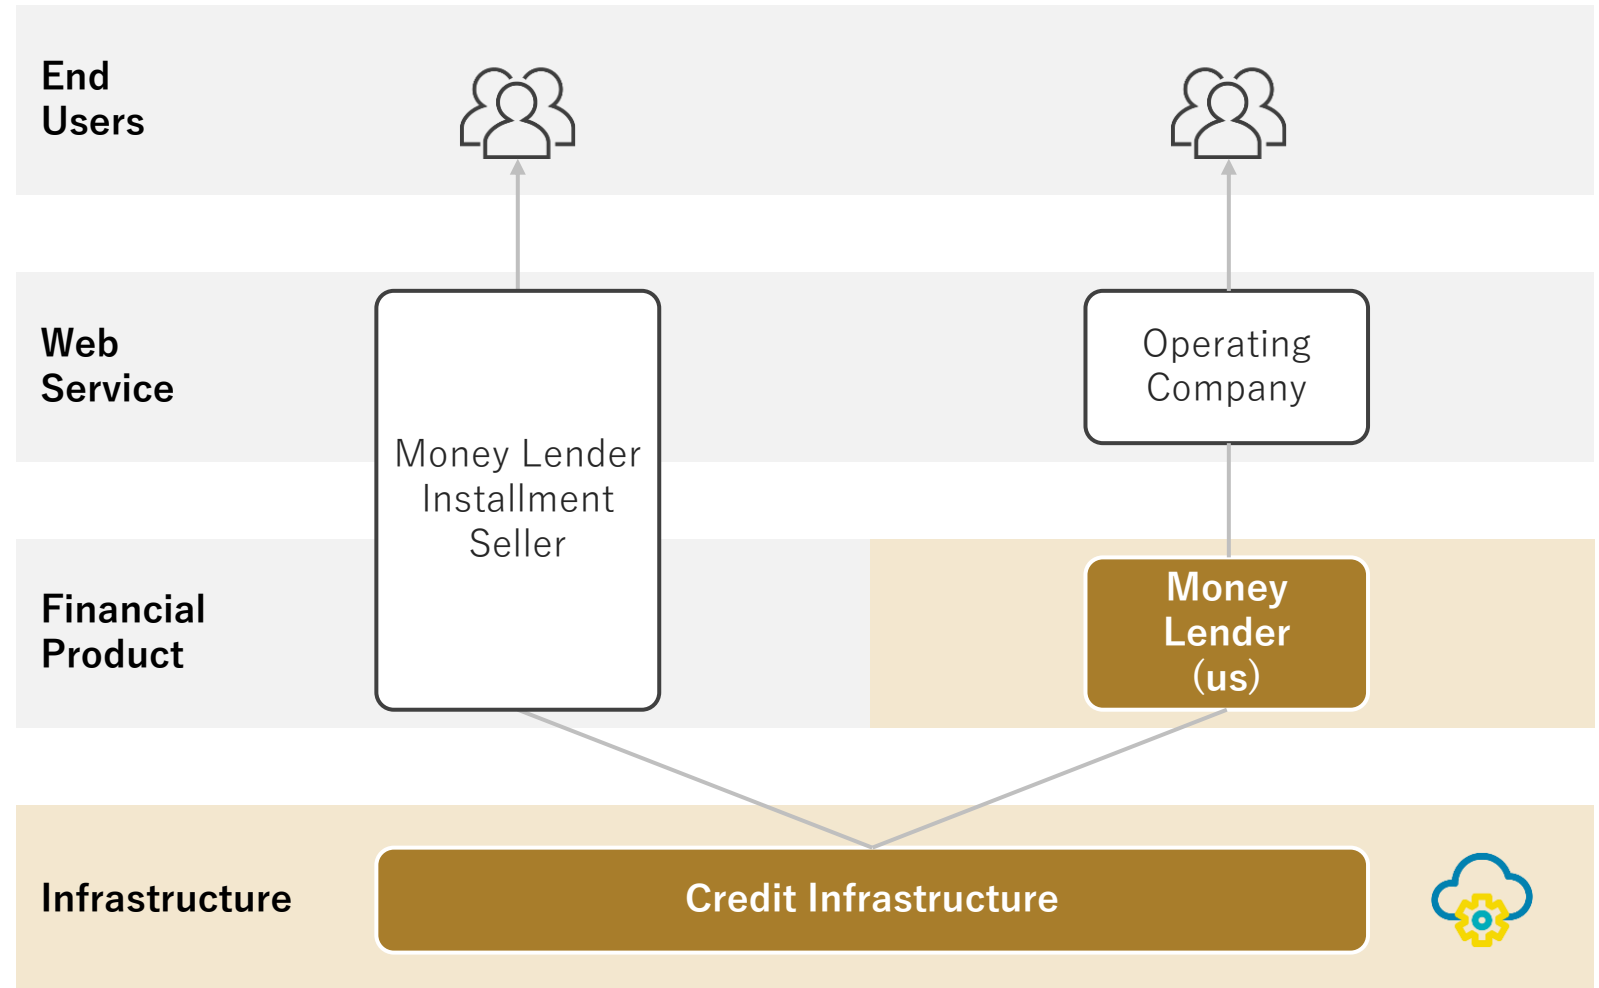 End
Users
Web
Service
Money Lender
Installment
Seller
Operating
Company
Financial
Product
Money
Lender
(us)
Infrastructure
Credit Infrastructure